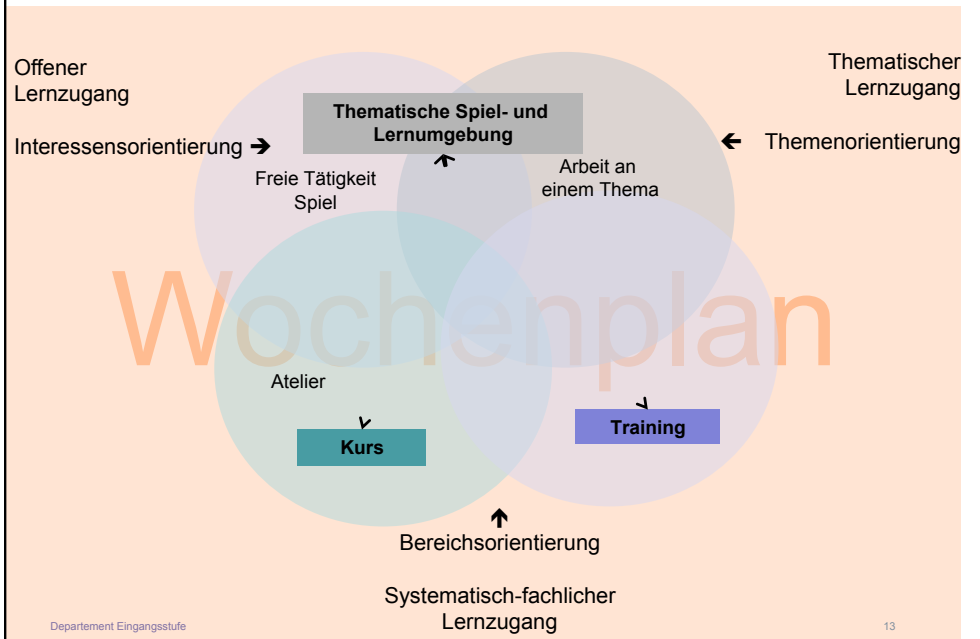 Offener
Lernzugang
Thematischer
Lernzugang
Thematische Spiel- und
Lernumgebung
Interessensorientierung ➔
🡰 Themenorientierung
Freie Tätigkeit
Spiel
Arbeit an
einem Thema
Wochenplan
Atelier
Kurs
Training
Bereichsorientierung
Systematisch-fachlicher
Lernzugang
Departement Eingangsstufe
13